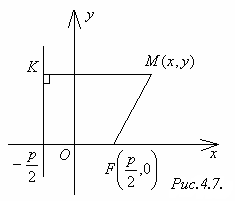 y
K
M(x, y)
-p/2
O
F(p/2, 0)
x
Рис.4.7.